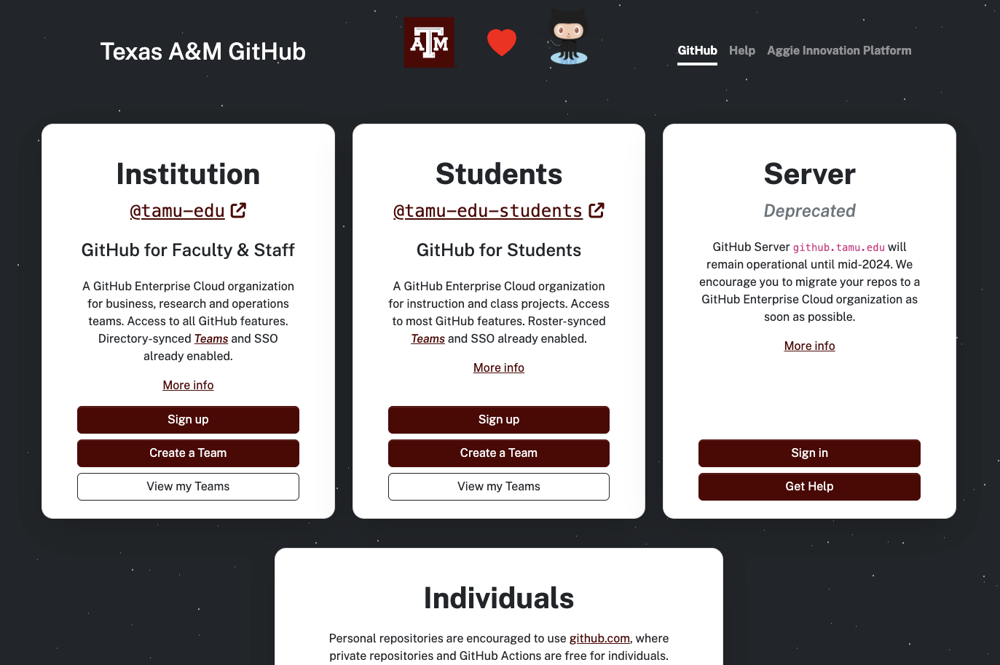 Texas A&M GitHub
ATM
GitHub
Help
Aggie Innovation Platform
Institution
@tamu-edu
GitHub for Faculty & Staff
A GitHub Enterprise Cloud organization
for business, research and operations
teams. Access to all GitHub features.
Directory-synced Teams and SSO
already enabled.
More info
Sign up
Create a Team
View my Teams
Students
@tamu-edu-students
GitHub for Students
A GitHub Enterprise Cloud organization
for instruction and class projects. Access
to most GitHub features. Roster-synced
Teams and SSO already enabled.
More info
Sign up
Create a Team
View my Teams
Server
Deprecated
GitHub Server github.tamu.edu will
remain operational until mid-2024. We
encourage you to migrate your repos to a
GitHub Enterprise Cloud organization as
soon as possible.
More info
Sign in
Get Help
Individuals
Personal repositories are encouraged to use github.com, where
private repositories and GitHub Actions are free for individuals.